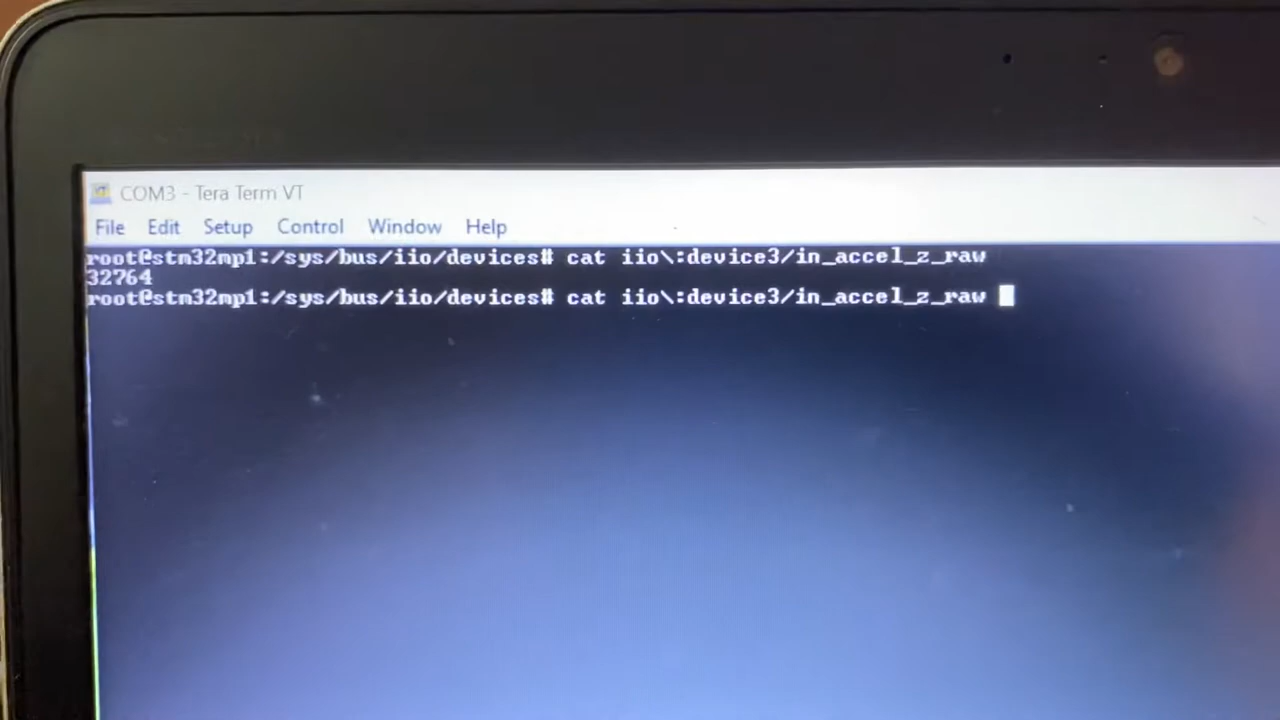 COM3 - Tera Term VT
File Edit Setup Control Window Help
root@stm32mp1:/sys/bus/iio/devices# cat iio\:device3/in_accel_z_raw
32764
root@stm32mp1:/sys/bus/iio/devices# cat iio\:device3/in_accel_z_raw